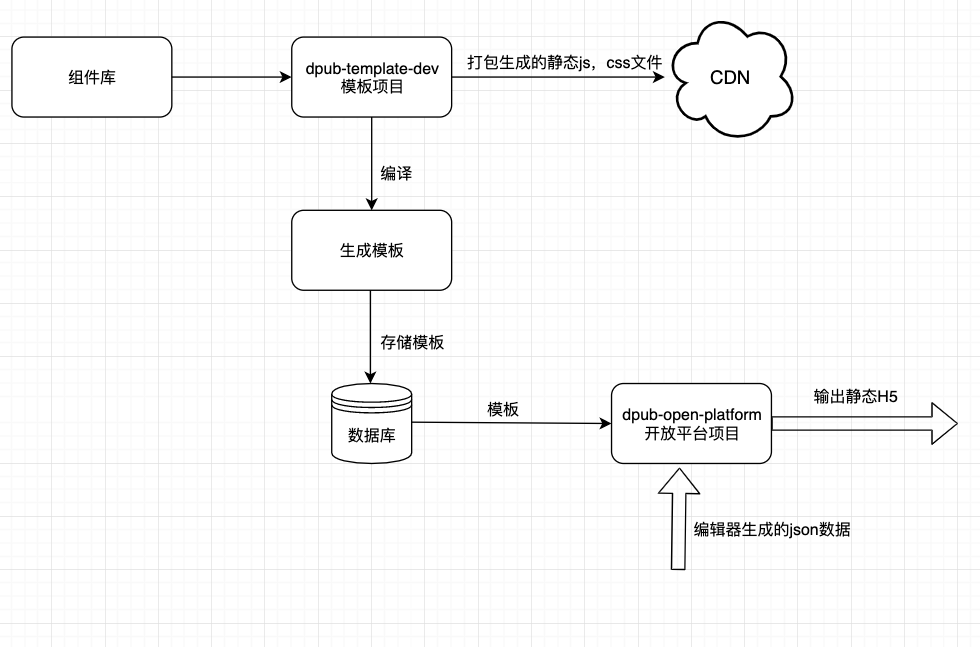 组件库
dpub-template-dev
模板项目
打包生成的静态js，css文件
CDN
编译
生成模板
存储模板
数据库
模板
dpub-open-platform
开放平台项目
输出静态H5
编辑器生成的json数据